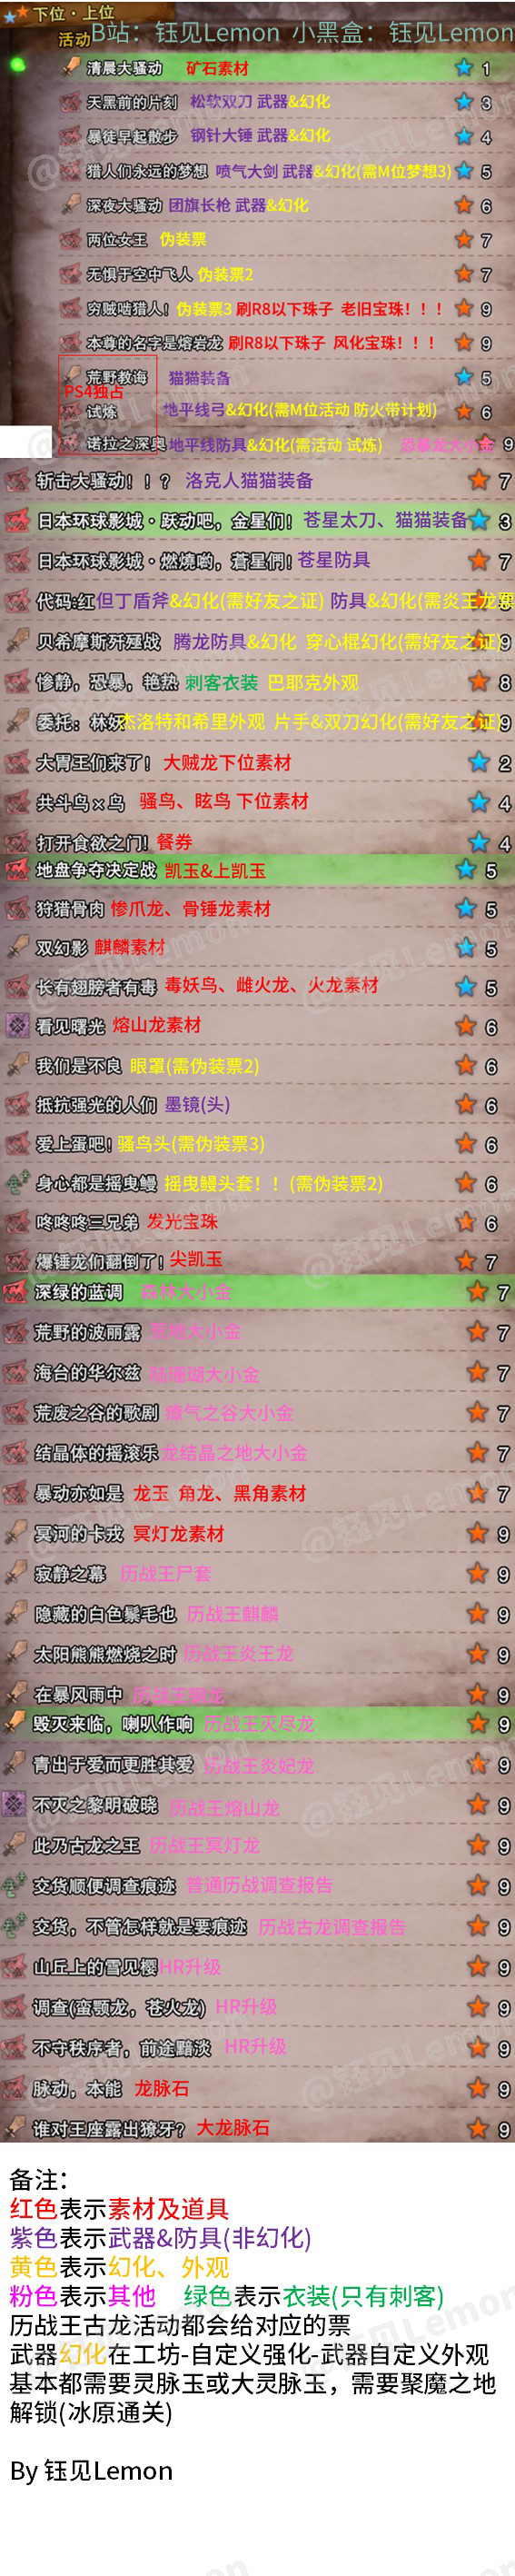 下位·上位
活动B站：钰见Lemon 小黑盒：钰见Lemon
清晨大骚动 矿石素材 1
天黑前的片刻 松软双刀 武器&幻化 3
暴徒早起散步 钢针大锤 武器&幻化 4
猎人们永远的梦想 喷气大剑 武器&幻化(需M位梦想3) 5
深夜大骚动 团旗长枪 武器&幻化 6
两位女王 伪装票 7
无惧于空中飞人 伪装票2 7
穷贼啮猎人! 伪装票3 刷R8以下珠子 老旧宝珠！！！ 9
本尊的名字是熔岩龙 刷R8以下珠子 风化宝珠！！！ 9
荒野教诲 猫猫装备 5
PS4独占
试炼 地平线弓&幻化(需M位活动 防火带计划) 6
诺拉之深奥 地平线防具&幻化(需活动 试炼) 恐暴龙大小金 9
斩击大骚动！！？ 洛克人猫猫装备 7
日本环球影城·跃动吧，金星们! 苍星太刀、猫猫装备 3
日本环球影城·燃燒喲，蒼星們! 苍星防具 7
代码:红 但丁盾斧&幻化(需好友之证) 防具&幻化(需炎王龙票 8
贝希摩斯歼殛战 腾龙防具&幻化 穿心棍幻化(需好友之证) 9
惨静，恐暴，艳热 刺客衣装 巴耶克外观 8
委托：林妖 杰洛特和希里外观 片手&双刀幻化(需好友之证) 9
大胃王们来了! 大贼龙下位素材 2
共斗鸟×鸟 骚鸟、眩鸟 下位素材 4
打开食欲之门! 餐券 4
地盘争夺决定战 凯玉&上凯玉 5
狩猎骨肉 惨爪龙、骨锤龙素材 5
双幻影 麒麟素材 5
长有翅膀者有毒 毒妖鸟、雌火龙、火龙素材 5
看见曙光 熔山龙素材 6
我们是不良 眼罩(需伪装票2) 6
抵抗强光的人们 墨镜(头) 6
爱上蛋吧! 骚鸟头(需伪装票3) 6
身心都是摇电鳗 摇曳鳗头套！！(需伪装票2) 6
咚咚咚三兄弟 发光宝珠 6
爆锤龙们翻倒了! 尖凯玉 7
深绿的蓝调 森林大小金 7
荒野的波丽露 大小金 7
海台的华尔兹 陆珊瑚大小金 7
荒废之谷的歌剧 瘴气之谷大小金 7
结晶体的摇滚乐 龙结晶之地大小金 7
暴动亦如是 龙玉 角龙、黑角素材 7
冥河的卡戎 冥灯龙素材 9
寂静之幕 历战王尸套 9
隐藏的白色鬃毛也 历战王麒麟 9
太阳熊熊燃烧之时 历战王炎王龙 9
在暴风雨中 历战王钢龙 9
毁灭来临，喇叭作响 历战王灭尽龙 9
青出于爱而更胜其爱 历战王炎妃龙 9
不灭之黎明破晓 历战王熔山龙 9
此乃古龙之王 历战王冥灯龙 9
交货顺便调查痕迹 普通历战调查报告 9
交货，不管怎样就是要痕迹 历战古龙调查报告 9
山丘上的雪见樱 HR升级 9
调查(蛮颚龙，苍火龙) HR升级 9
不守秩序者，前途黯淡 HR升级 9
脉动，本能 龙脉石 9
谁对王座露出獠牙? 大龙脉石 9
备注：
红色表示素材及道具
紫色表示武器&防具(非幻化)
黄色表示幻化、外观
粉色表示其他 绿色表示衣装(只有刺客)
历战王古龙活动都会给对应的票
武器幻化在工坊-自定义强化-武器自定义外观
基本都需要灵脉玉或大灵脉玉，需要聚魔之地
解锁(冰原通关)
By 钰见Lemon